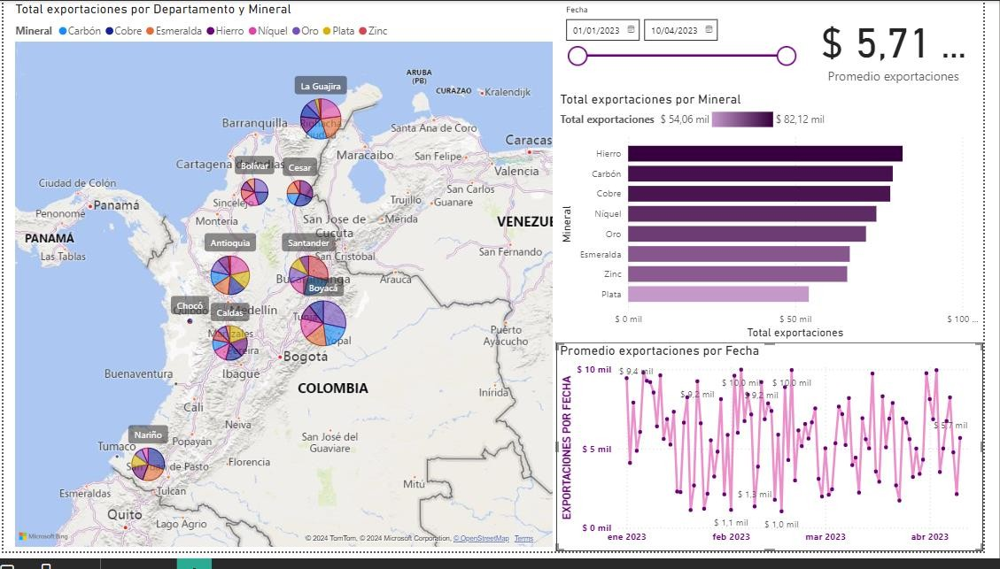 Total exportaciones por Departamento y Mineral
Mineral Carbón Cobre Esmeralda Hierro Níquel Oro Plata Zinc
ARUBA
(PB)
CURAZAO
Kralendijk
La Guajira
Barranquilla
Santa Ana de Coro
Caracas
Maracaibo
San Felipe
Valencia
Cartagena de Indias
Bolívar
Cesar
Ciudad de Colón
Panamá
Penonomé
PANAMÁ
Las Tablas
Sincelejo
Montería
San Carlos
Trujillo
Guanare
San Jose de
Cucuta
Mérida
VENEZUE
Antioquia
Santander
San Cristóbal
San Fernando
Bucaramanga
Arauca
Boyacá
Chocó
Quibdó
Medellín
Caldas
Tunja
Manizales
Yopal
Pereira
Puerto
Ayacucho
Bogotá
Ibagué
Buenaventura
COLOMBIA
Inírida
Cali
Neiva
Nariño
Popayán
San José del
Guaviare
Tumaco
San Juan de Pasto
Florencia
Mitú
Esmeraldas
Tulcán
Quito
Lago Agrio
Microsoft Bing
© 2024 TomTom, © 2024 Microsoft Corporation, © OpenStreetMap Terms
Fecha
01/01/2023 10/04/2023
$ 5,71 ...
Promedio exportaciones
Total exportaciones por Mineral
Total exportaciones $ 54,06 mil $ 82,12 mil
Mineral
Hierro
Carbón
Cobre
Níquel
Oro
Esmeralda
Zinc
Plata
$ 0 mil $ 50 mil $ 100 ...
Total exportaciones
Promedio exportaciones por Fecha
EXPORTACIONES POR FECHA
$ 10 mil
$ 5 mil
$ 0 mil
$ 9,4 mil
$ 9,2 mil
$ 10,0 mil
$ 9,2 mil
$ 10,0 mil
$ 5,7 mil
$ 1,3 mil
$ 1,1 mil
$ 1,0 mil
ene 2023 feb 2023 mar 2023 abr 2023